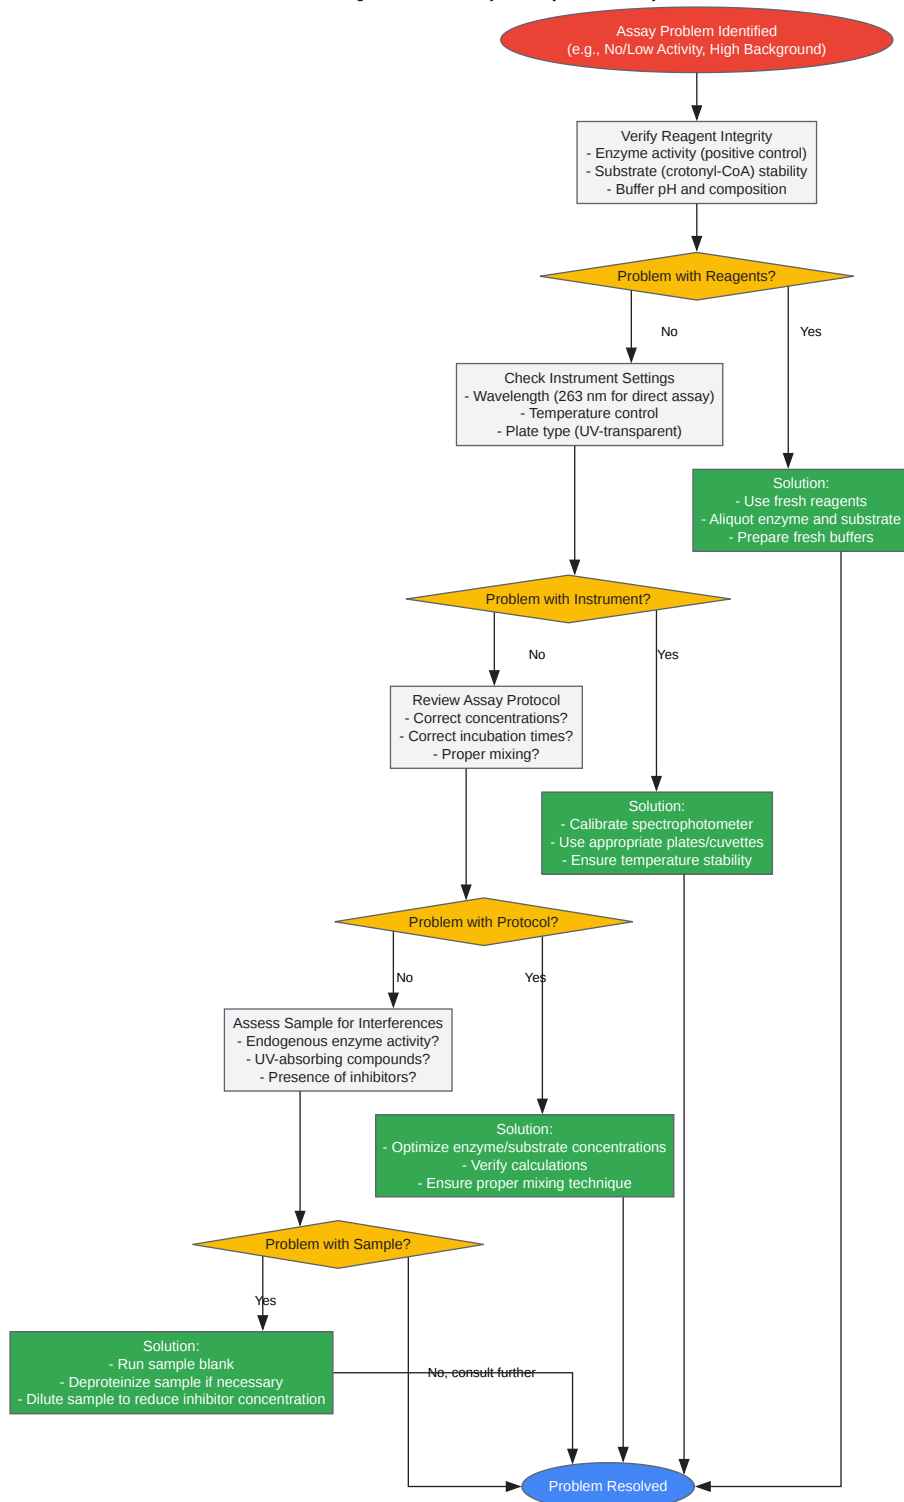 Assay Problem Identified
(e.g., No/Low Activity, High Background)
Verify Reagent Integrity
- Enzyme activity (positive control)
- Substrate (crotonyl-CoA) stability
- Buffer pH and composition
Problem with Reagents?
No
Yes
Check Instrument Settings
- Wavelength (263 nm for direct assay)
- Temperature control
- Plate type (UV-transparent)
Solution:
- Use fresh reagents
- Aliquot enzyme and substrate
- Prepare fresh buffers
Problem with Instrument?
No
Yes
Review Assay Protocol
- Correct concentrations?
- Correct incubation times?
- Proper mixing?
Solution:
- Calibrate spectrophotometer
- Use appropriate plates/cuvettes
- Ensure temperature stability
Problem with Protocol?
No
Yes
Assess Sample for Interferences
- Endogenous enzyme activity?
- UV-absorbing compounds?
- Presence of inhibitors?
Solution:
- Optimize enzyme/substrate concentrations
- Verify calculations
- Ensure proper mixing technique
Problem with Sample?
Yes
Solution:
- Run sample blank
- Deproteinize sample if necessary
- Dilute sample to reduce inhibitor concentration
No, consult further
Problem Resolved